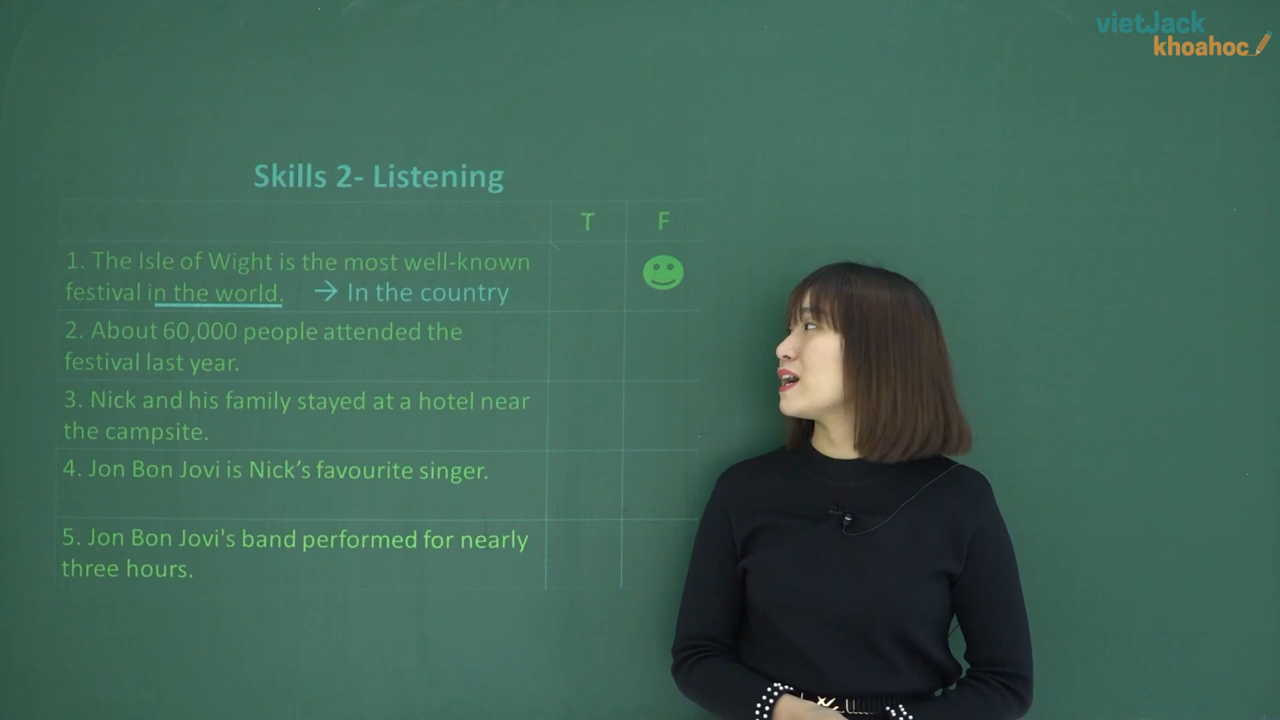 vietJack
khoahoc
Skills 2- Listening
T F
1. The Isle of Wight is the most well-known
festival in the world. → In the country
2. About 60,000 people attended the
festival last year.
3. Nick and his family stayed at a hotel near
the campsite.
4. Jon Bon Jovi is Nick's favourite singer.
5. Jon Bon Jovi's band performed for nearly
three hours.